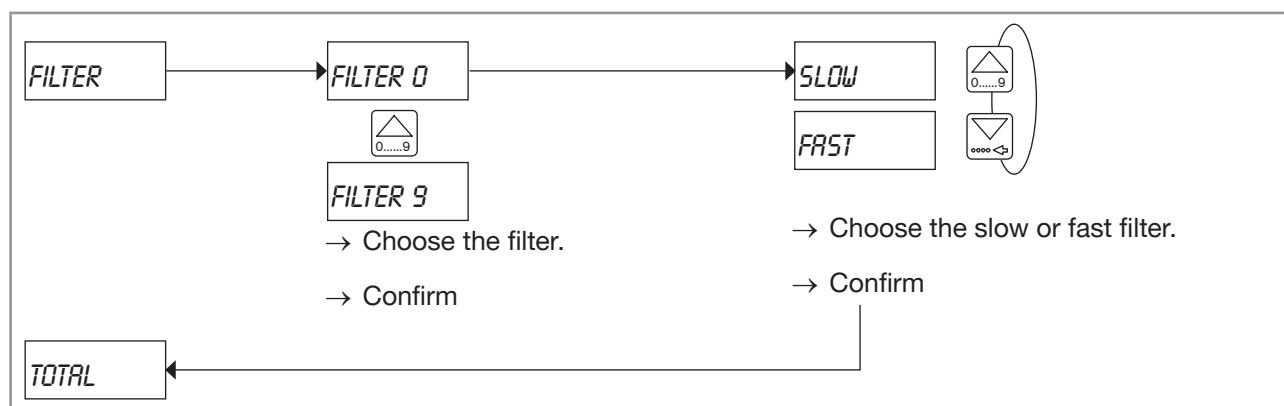 FILTER
FILTER 0
0......9
FILTER 9
→ Choose the filter.
→ Confirm
SLOW
0......9
FAST
→ Choose the slow or fast filter.
→ Confirm
TOTAL